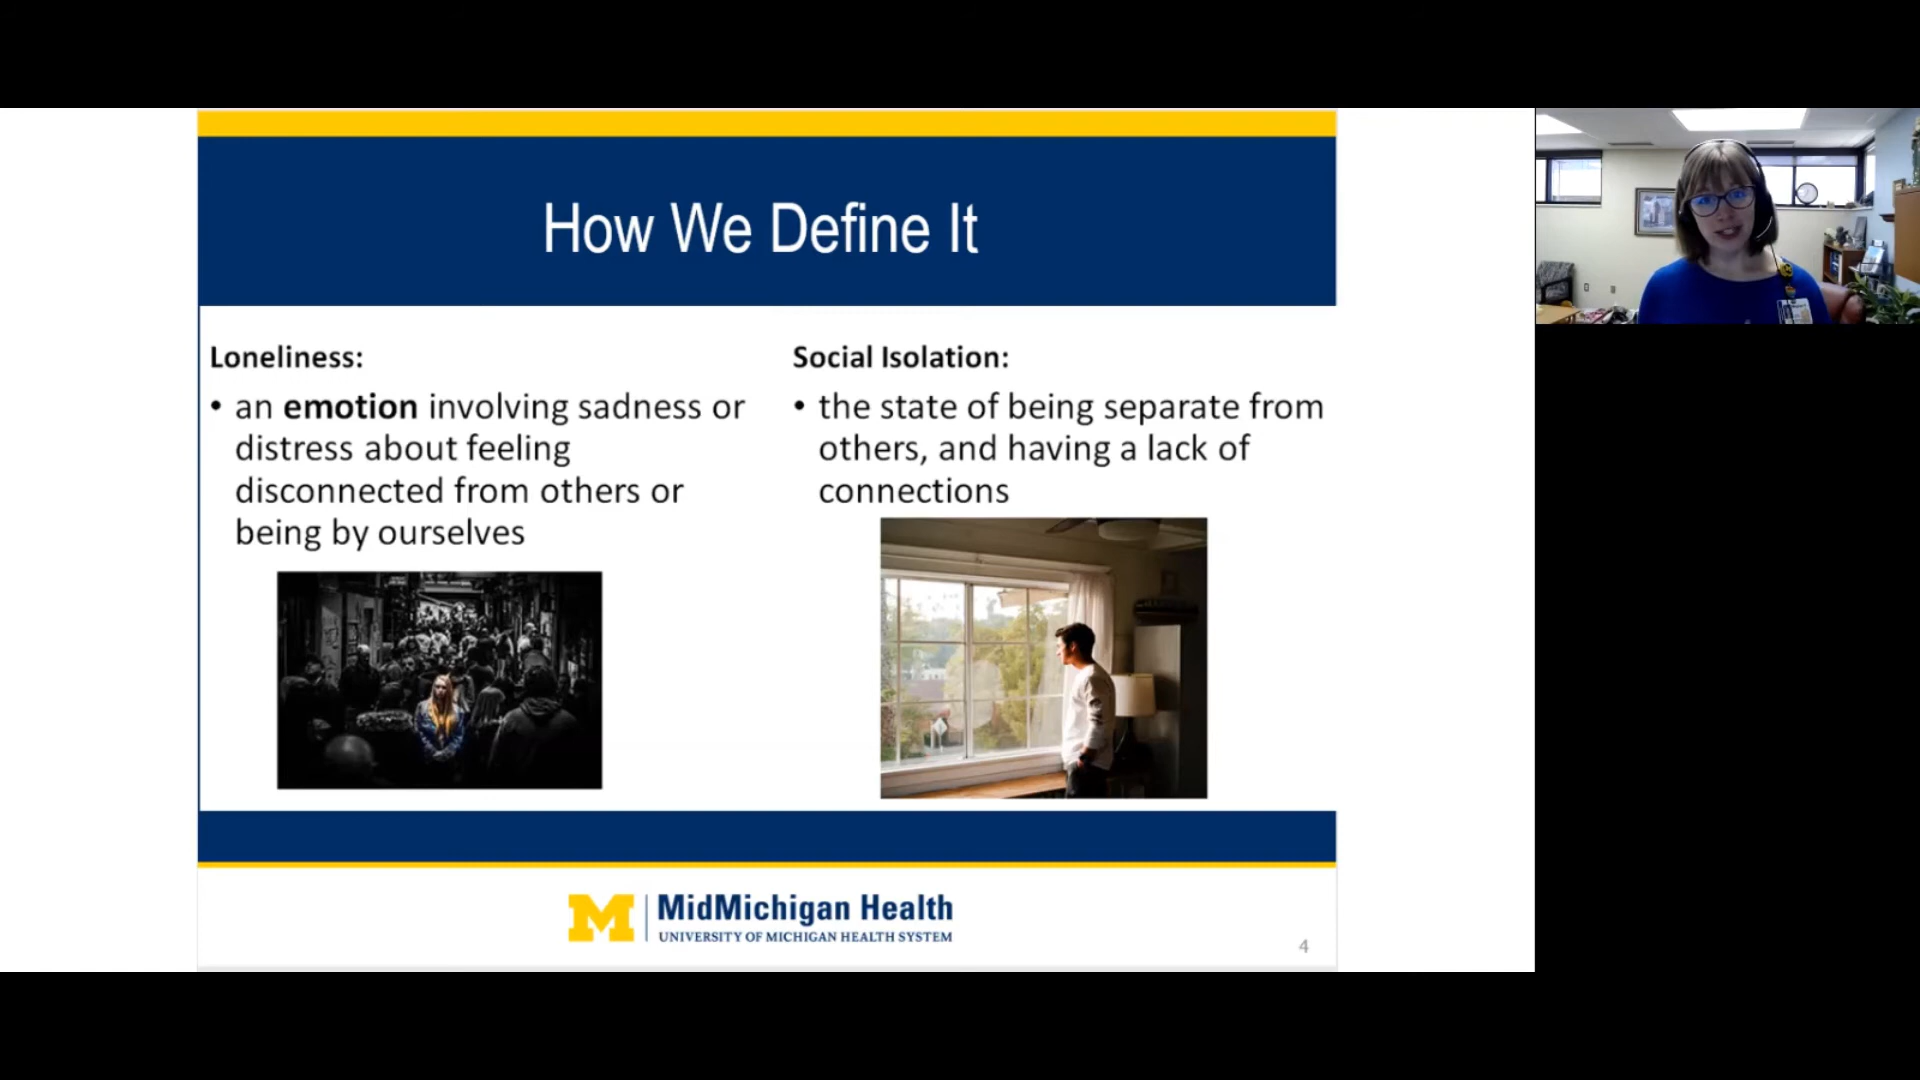 How We Define It
Loneliness:
• an emotion involving sadness or
distress about feeling
disconnected from others or
being by ourselves
Social Isolation:
• the state of being separate from
others, and having a lack of
connections
M MidMichigan Health
UNIVERSITY OF MICHIGAN HEALTH SYSTEM
4